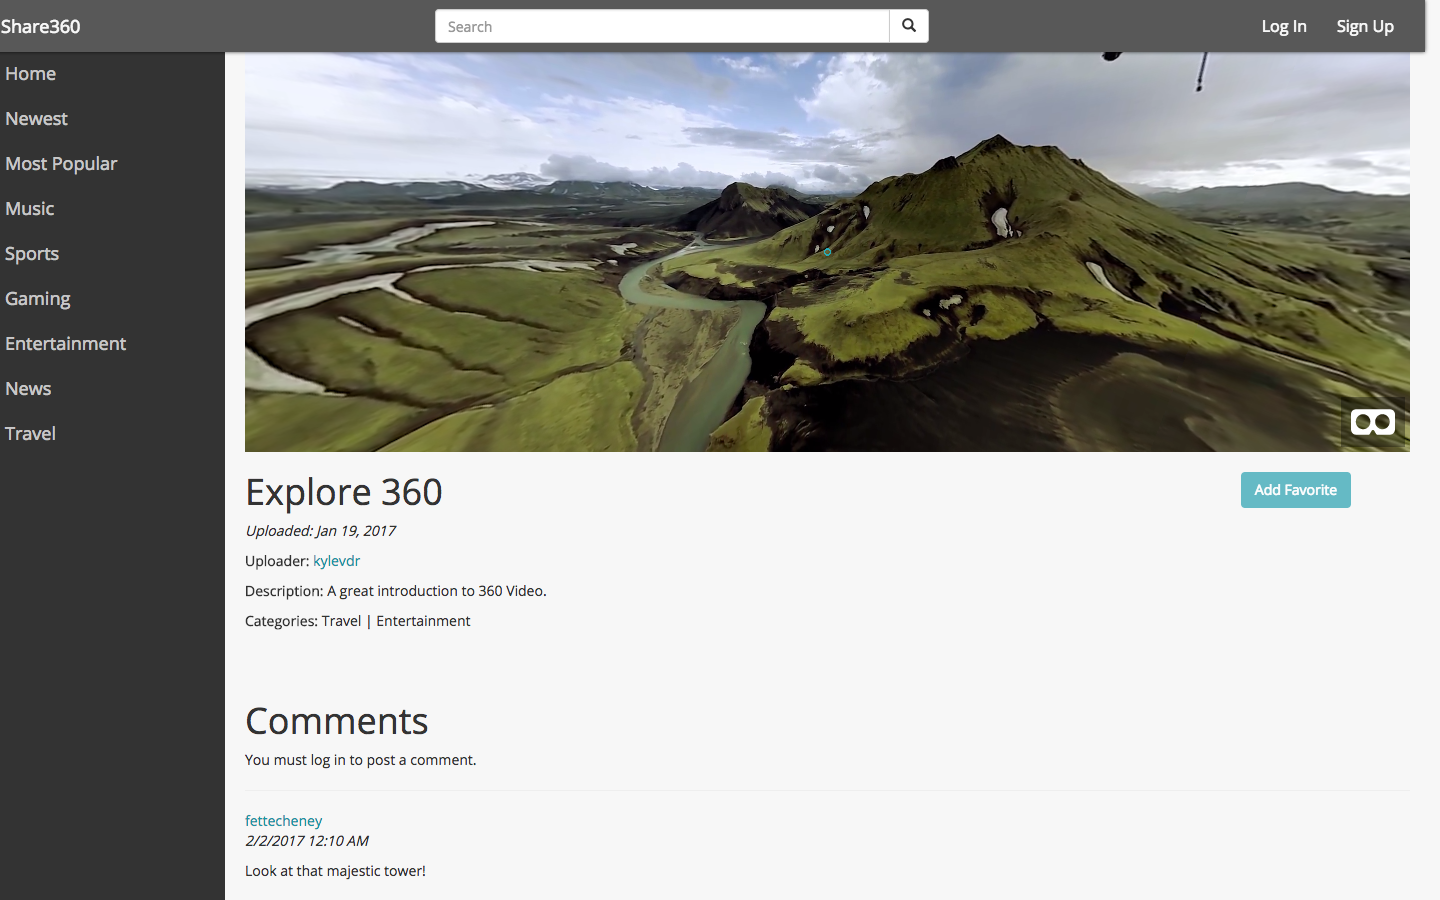 Share360
Search
Log In
Sign Up
Home
Newest
Most Popular
Music
Sports
Gaming
Entertainment
News
Travel
Explore 360
Add Favorite
Uploaded: Jan 19, 2017
Uploader: kylevdr
Description: A great introduction to 360 Video.
Categories: Travel | Entertainment
Comments
You must log in to post a comment.
fettecheney
2/2/2017 12:10 AM
Look at that majestic tower!